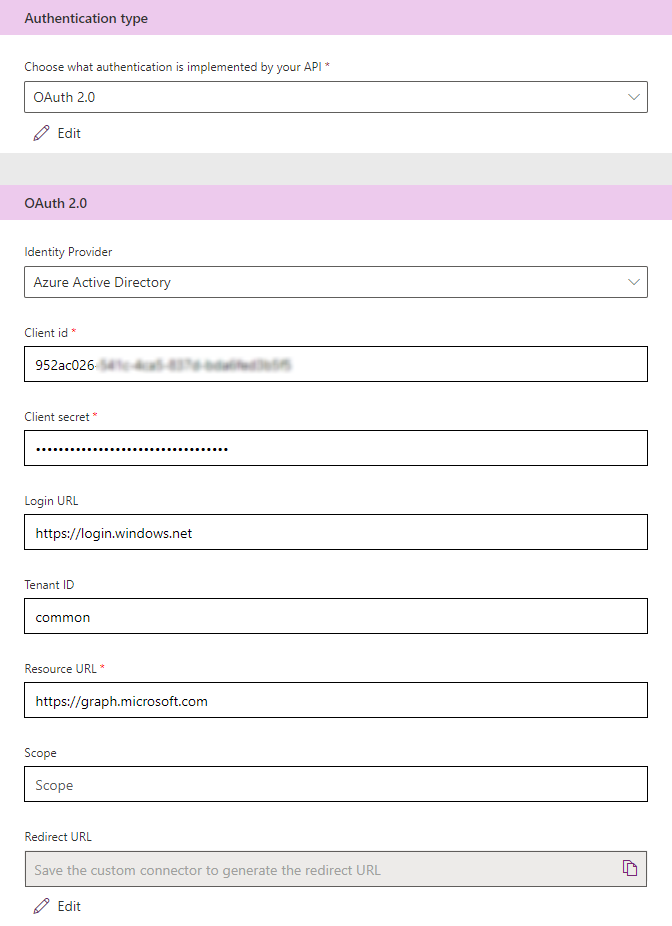 Authentication type
Choose what authentication is implemented by your API *
OAuth 2.0
Edit
OAuth 2.0
Identity Provider
Azure Active Directory
Client id *
952ac026-
Client secret *
•••••••••••••••••••••••••••••••••••
Login URL
https://login.windows.net
Tenant ID
common
Resource URL *
https://graph.microsoft.com
Scope
Scope
Redirect URL
Save the custom connector to generate the redirect URL
Edit